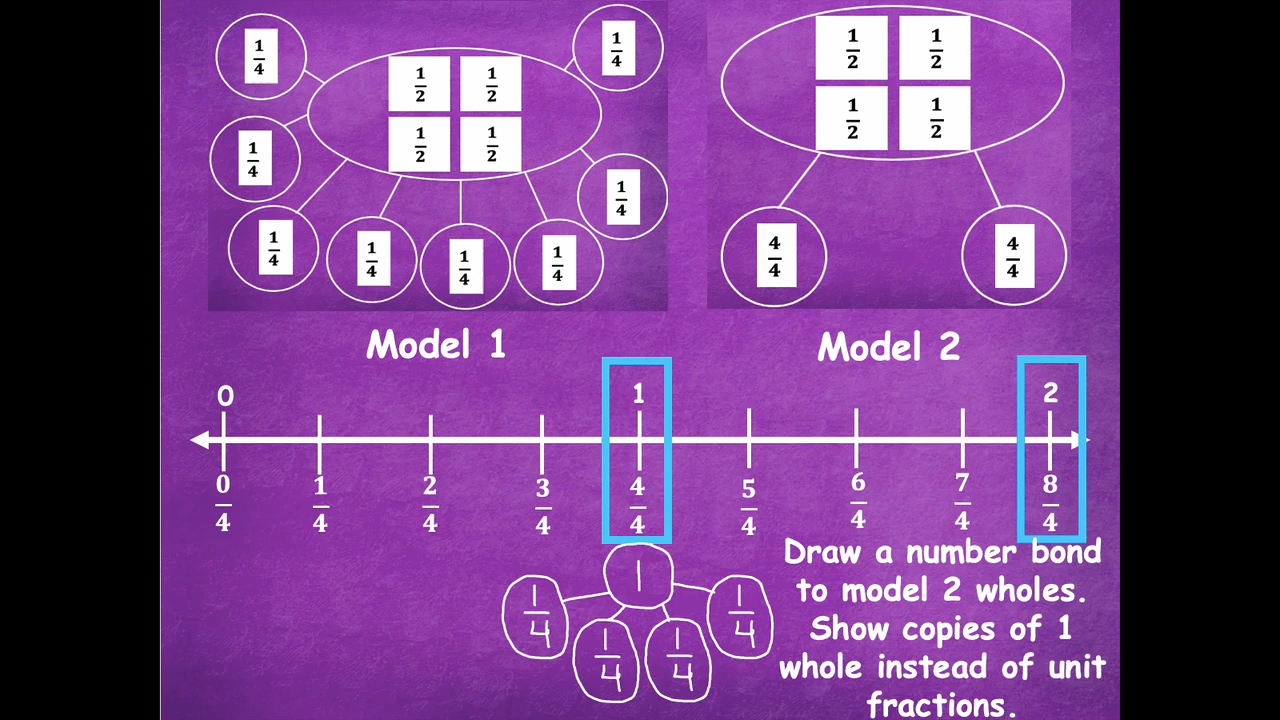 1/4 1/4
1/2 1/2
1/4 1/2 1/2
1/4
1/4 1/4 1/4 1/4
1/2 1/2
1/2 1/2
4/4 4/4
Model 1 Model 2
0 1 2
0/4 1/4 2/4 3/4 4/4 5/4 6/4 7/4 8/4
1
1/4 1/4 1/4 1/4
Draw a number bond
to model 2 wholes.
Show copies of 1
whole instead of unit
fractions.